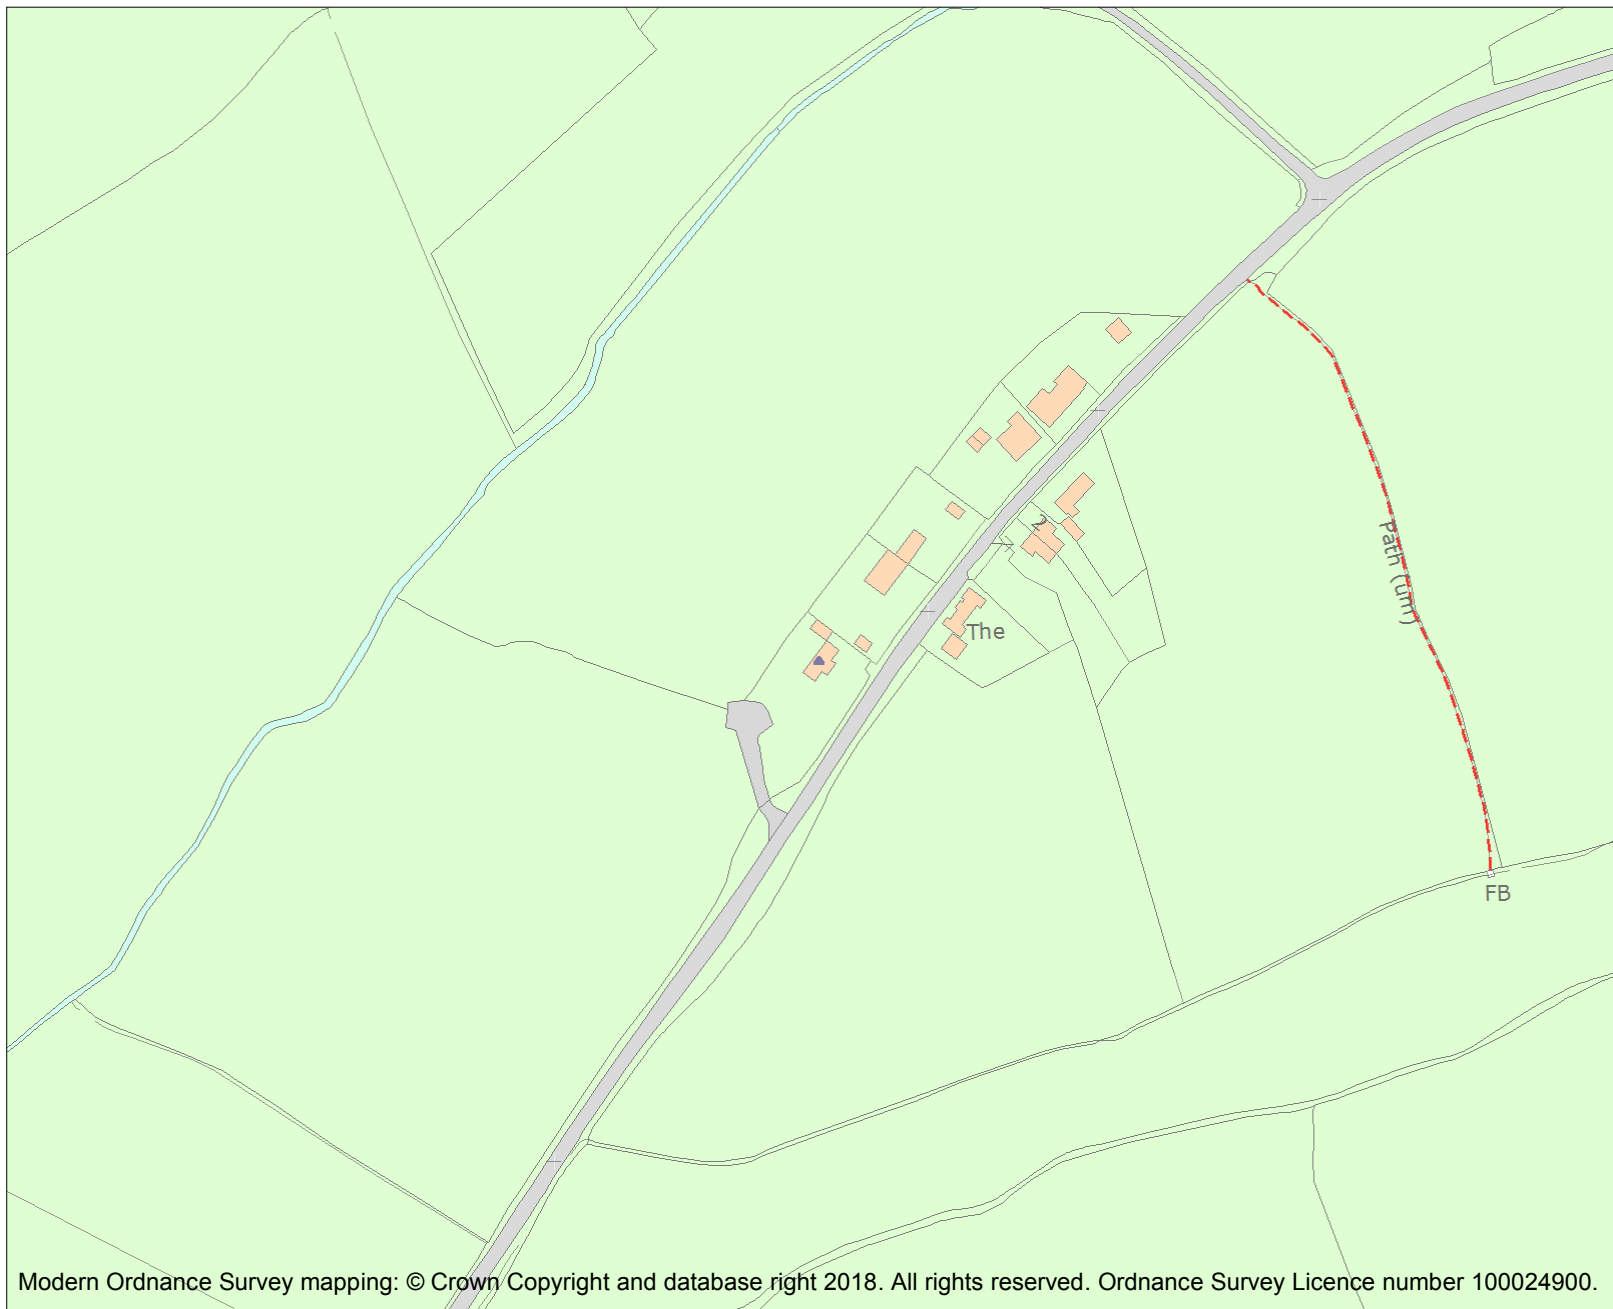 2
The
Path (um)
FB
Modern Ordnance Survey mapping: © Crown Copyright and database right 2018. All rights reserved. Ordnance Survey Licence number 100024900.